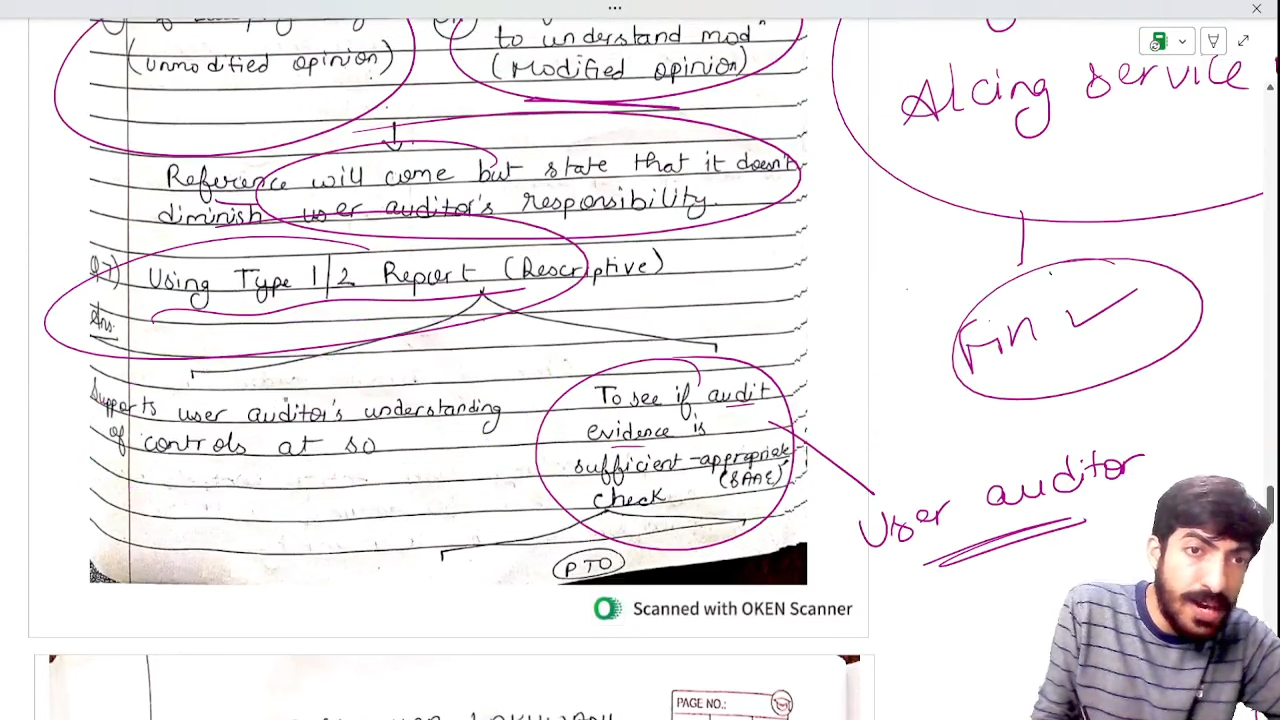 to understand modⁿ
(unmodified opinion)
(Modified opinion)
Reference will come but state that it doesn't
diminish user auditor's responsibility.
Q7) Using Type 1/2 Report (Descriptive)
Ans.
Supports user auditor's understanding
of controls at SO
To see if audit
evidence is
sufficient-appropriate
(SAAE)
check
PTO
Scanned with OKEN Scanner
PAGE NO.:
service
Fin ✓
User auditor